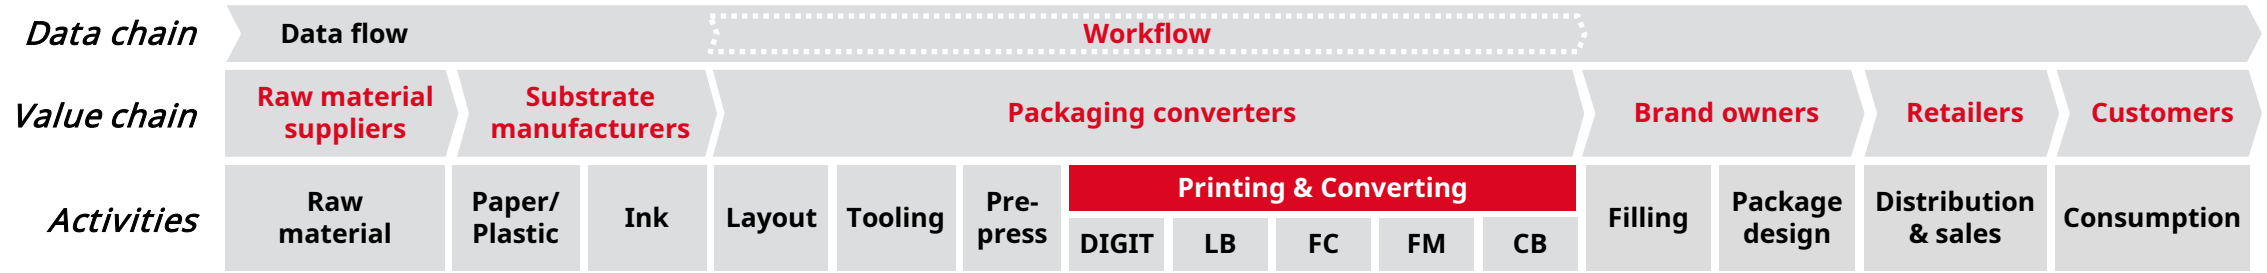 Data chain
Data flow
Workflow
Value chain
Raw material
suppliers
Substrate
manufacturers
Packaging converters
Brand owners
Retailers
Customers
Activities
Raw
material
Paper/
Plastic
Ink
Layout
Tooling
Pre-
press
Printing & Converting
DIGIT
LB
FC
FM
CB
Filling
Package
design
Distribution
& sales
Consumption